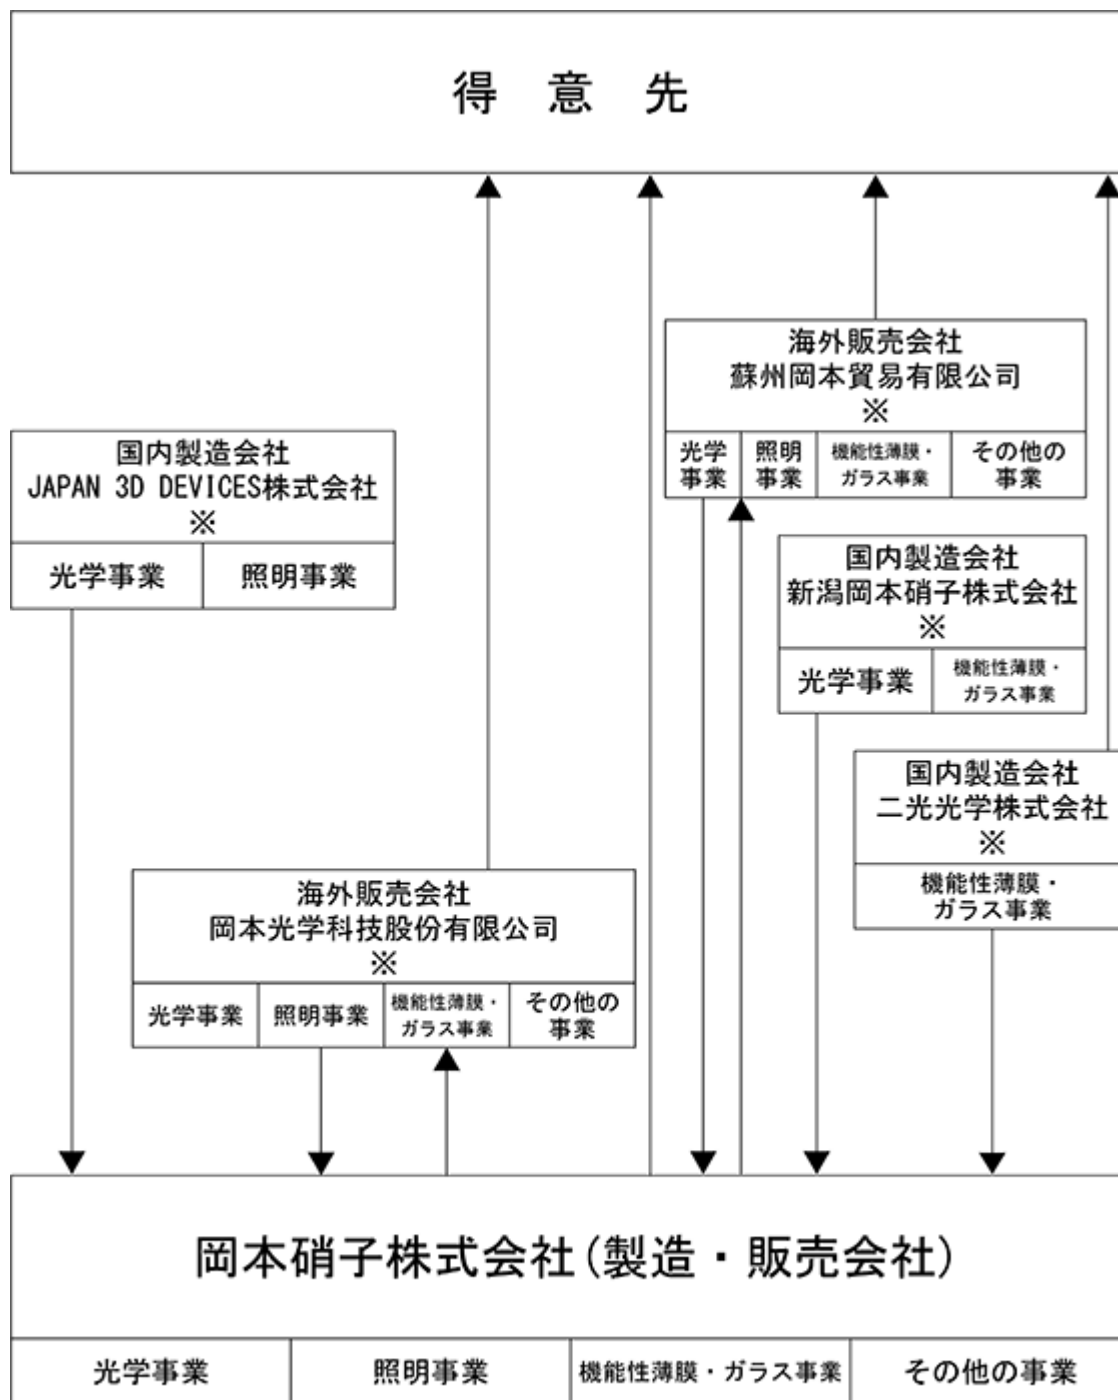 得意先
海外販売会社
蘇州岡本貿易有限公司
※
光学
事業
照明
事業
機能性薄膜・
ガラス事業
その他の
事業
国内製造会社
JAPAN 3D DEVICES株式会社
※
光学事業
照明事業
国内製造会社
新潟岡本硝子株式会社
※
光学事業
機能性薄膜・
ガラス事業
国内製造会社
二光光学株式会社
※
機能性薄膜・
ガラス事業
海外販売会社
岡本光学科技股份有限公司
※
光学事業
照明事業
機能性薄膜・
ガラス事業
その他の
事業
岡本硝子株式会社(製造・販売会社)
光学事業
照明事業
機能性薄膜・ガラス事業
その他の事業